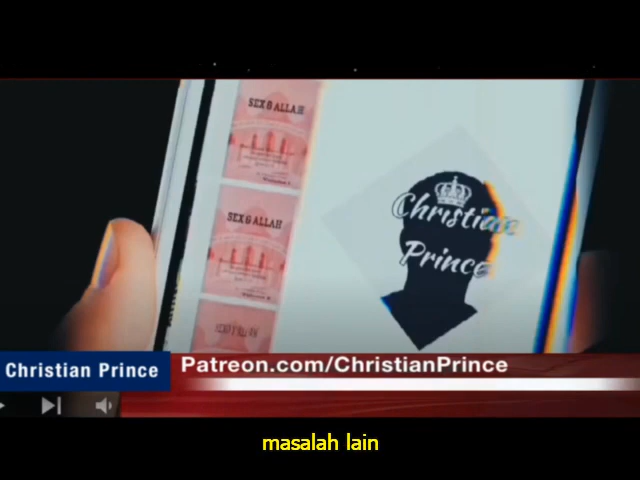 SEX & ALLAH
SEX & ALLAH
Christian
Prince
Christian Prince
Patreon.com/ChristianPrince
masalah lain